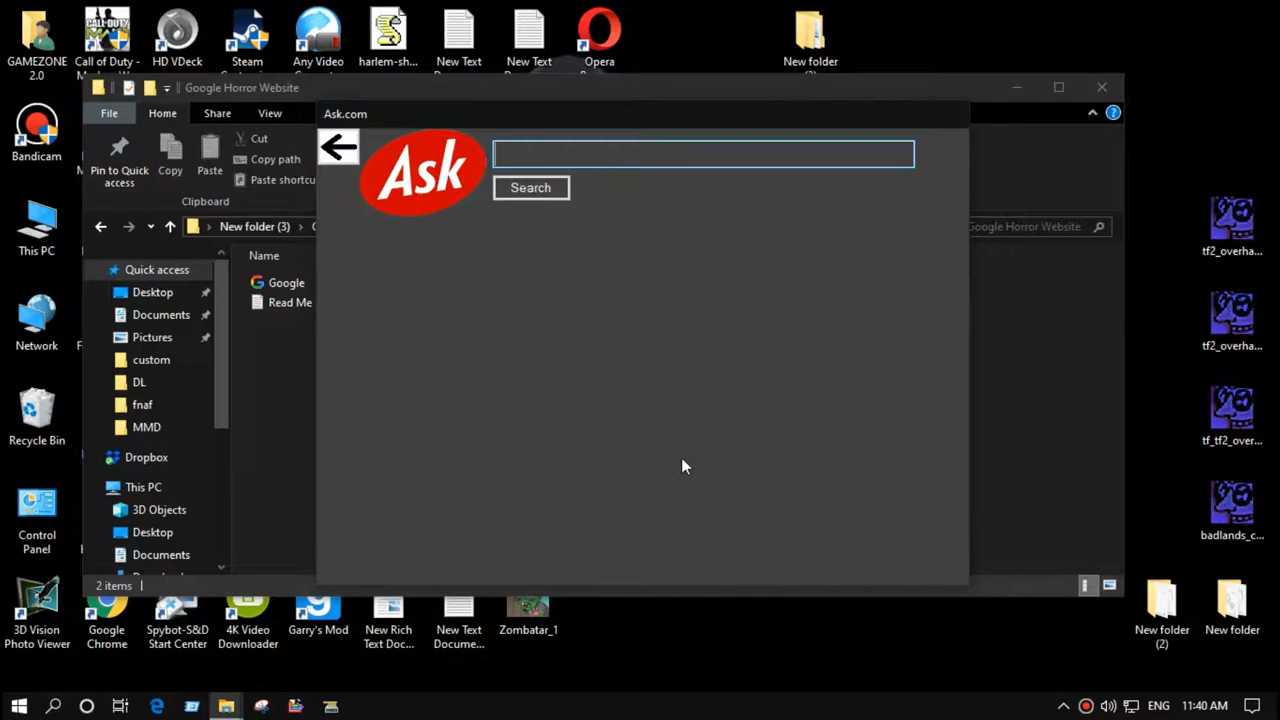 GAMEZONE
2.0
Call of Duty -
HD VDeck
Steam
Any Video
harlem-sh...
New Text
New Text
Opera
New folder
Bandicam
This PC
Network
Recycle Bin
Control
Panel
3D Vision
Photo Viewer
Google Horror Website
File
Home
Share
View
Pin to Quick
access
Copy
Paste
Cut
Copy path
Paste shortcu
Clipboard
New folder (3)
Google Horror Website
Name
Google
Read Me
Quick access
Desktop
Documents
Pictures
custom
DL
fnaf
MMD
Dropbox
This PC
3D Objects
Desktop
Documents
2 items
Ask.com
Ask
Search
tf2_overha...
tf2_overha...
tf_tf2_over...
badlands_c...
Google
Chrome
Spybot-S&D
Start Center
4K Video
Downloader
Garry's Mod
New Rich
Text Doc...
New Text
Docume...
Zombatar_1
New folder
(2)
New folder
ENG
11:40 AM